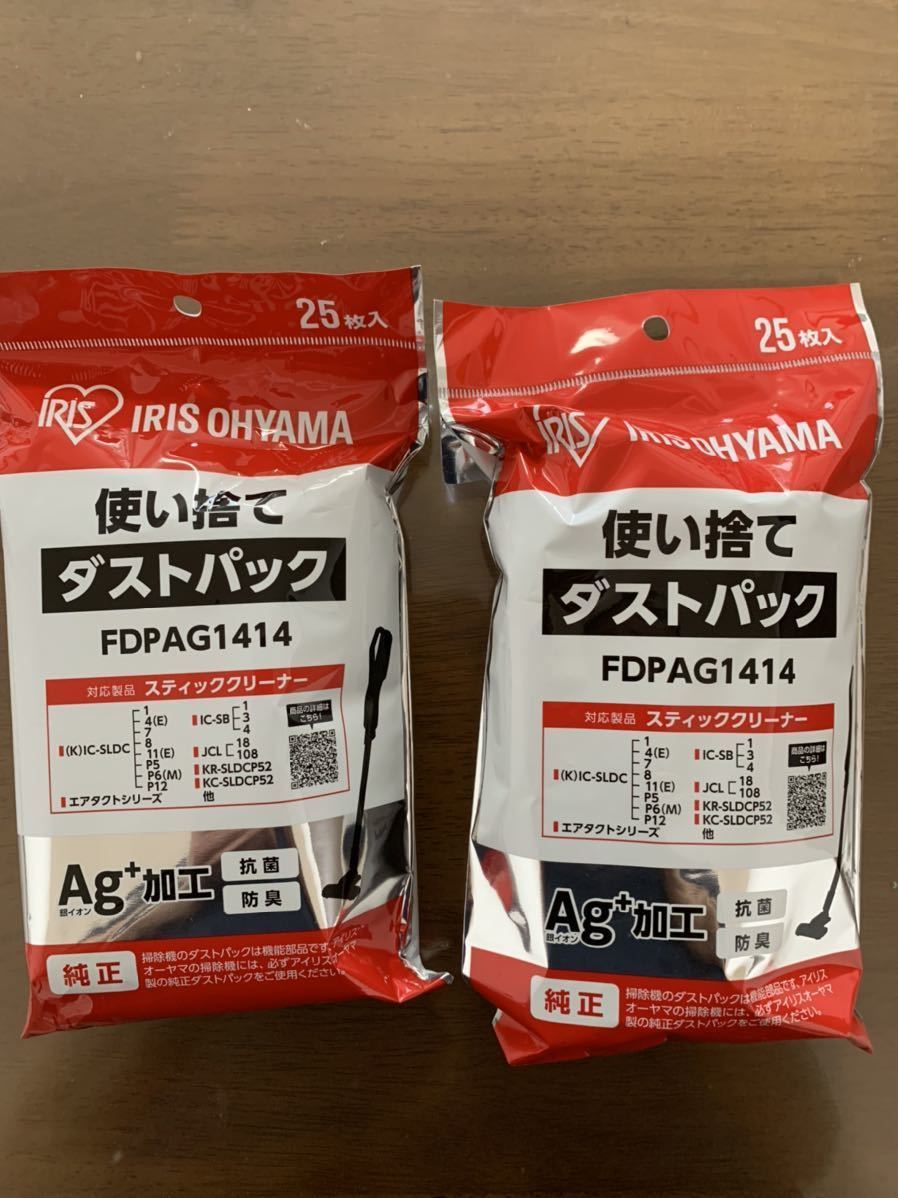 25枚入
IRIS IRIS OHYAMA
使い捨て
ダストパック
FDPAG1414
対応製品 スティッククリーナー
(K)IC-SLDC
1
4(E)
7
8
11(E)
P5
P6(M)
P12
エアタクトシリーズ
IC-SB
1
3
4
JCL
18
108
KR-SLDCP52
KC-SLDCP52
他
商品の詳細は
こちら!
Ag+加工
銀イオン
抗菌
防臭
純正
掃除機のダストパックは機能部品です。アイリス
オーヤマの掃除機には、必ずアイリスオーヤマ
製の純正ダストパックをご使用ください。
25枚入
IRIS IRIS OHYAMA
使い捨て
ダストパック
FDPAG1414
対応製品 スティッククリーナー
(K)IC-SLDC
1
4(E)
7
8
11(E)
P5
P6(M)
P12
エアタクトシリーズ
IC-SB
1
3
4
JCL
18
108
KR-SLDCP52
KC-SLDCP52
他
商品の詳細は
こちら!
Ag+加工
銀イオン
抗菌
防臭
純正
掃除機のダストパックは機能部品です。アイリス
オーヤマの掃除機には、必ずアイリスオーヤマ
製の純正ダストパックをご使用ください。